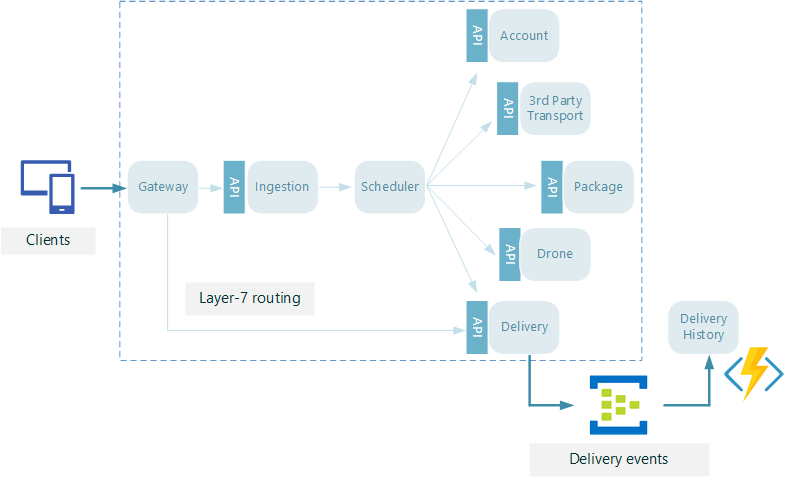 API
Account
API
3rd Party
Transport
Clients
Gateway
API
Ingestion
Scheduler
API
Package
API
Drone
Layer-7 routing
API
Delivery
Delivery
History
Delivery events